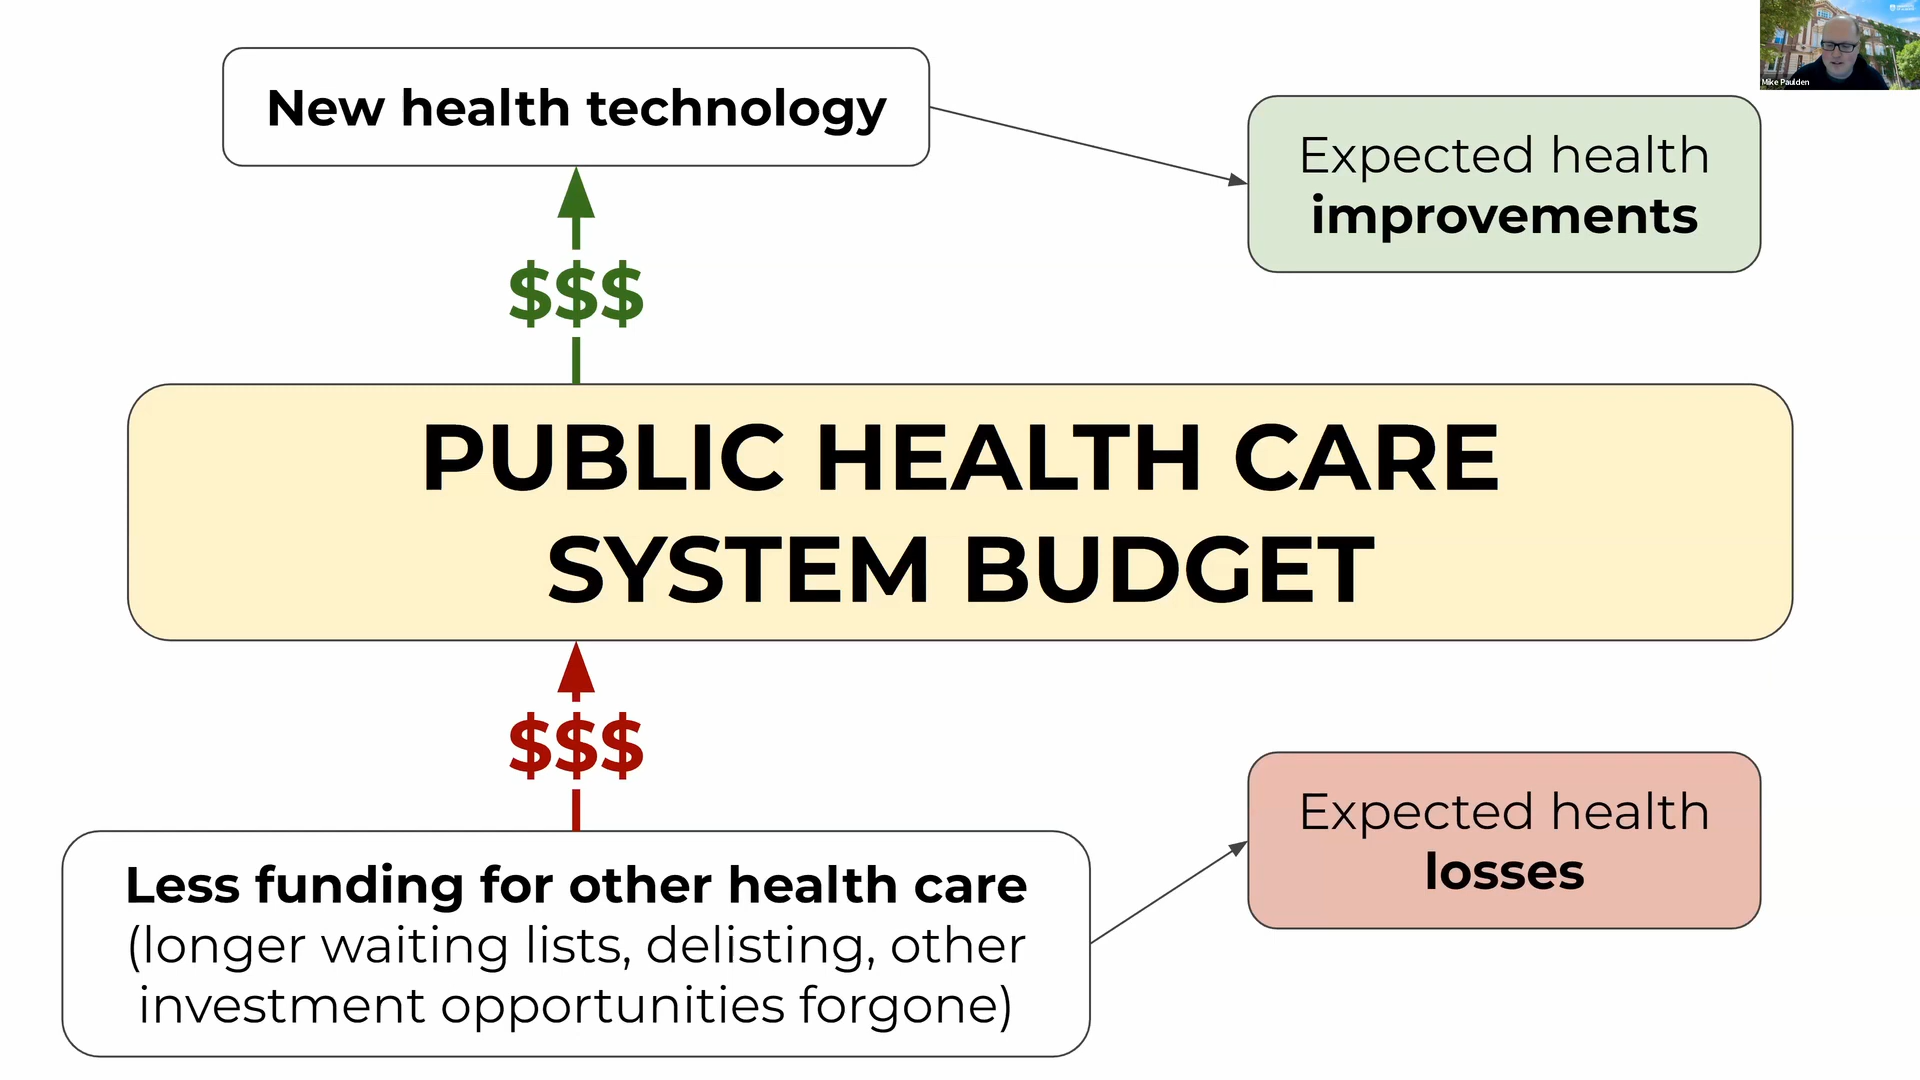 New health technology
Mike Paulden
Expected health
improvements
$$$
PUBLIC HEALTH CARE
SYSTEM BUDGET
$$$
Expected health
losses
Less funding for other health care
(longer waiting lists, delisting, other
investment opportunities forgone)